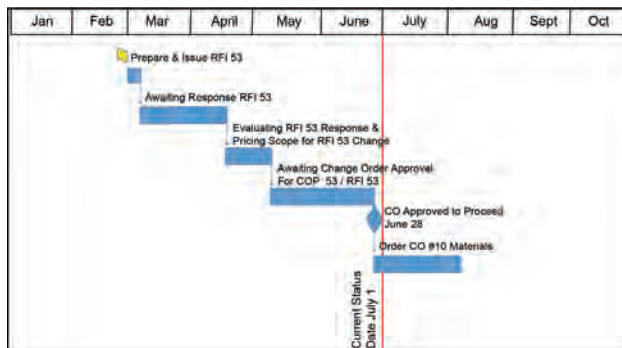 Jan Feb Mar April May June July Aug Sept Oct
Prepare & Issue RFI 53
Awaiting Response RFI 53
Evaluating RFI 53 Response &
Pricing Scope for RFI 53 Change
Awaiting Change Order Approvel
For COP 53 / RFI 53
CO Approved to Proceed
June 28
Order CO #10 Materials
Current Status
Date July 1